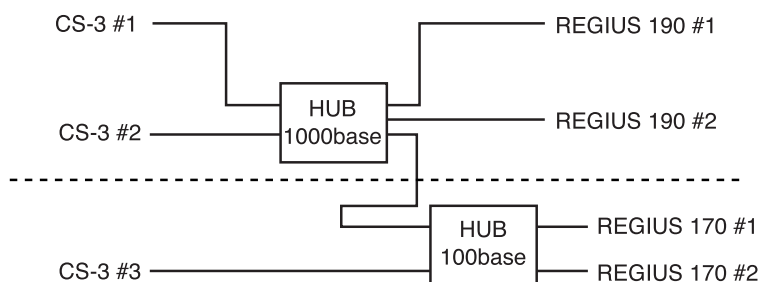 CS-3 #1
REGIUS 190 #1
HUB
1000base
CS-3 #2
REGIUS 190 #2
HUB
100base
REGIUS 170 #1
CS-3 #3
REGIUS 170 #2